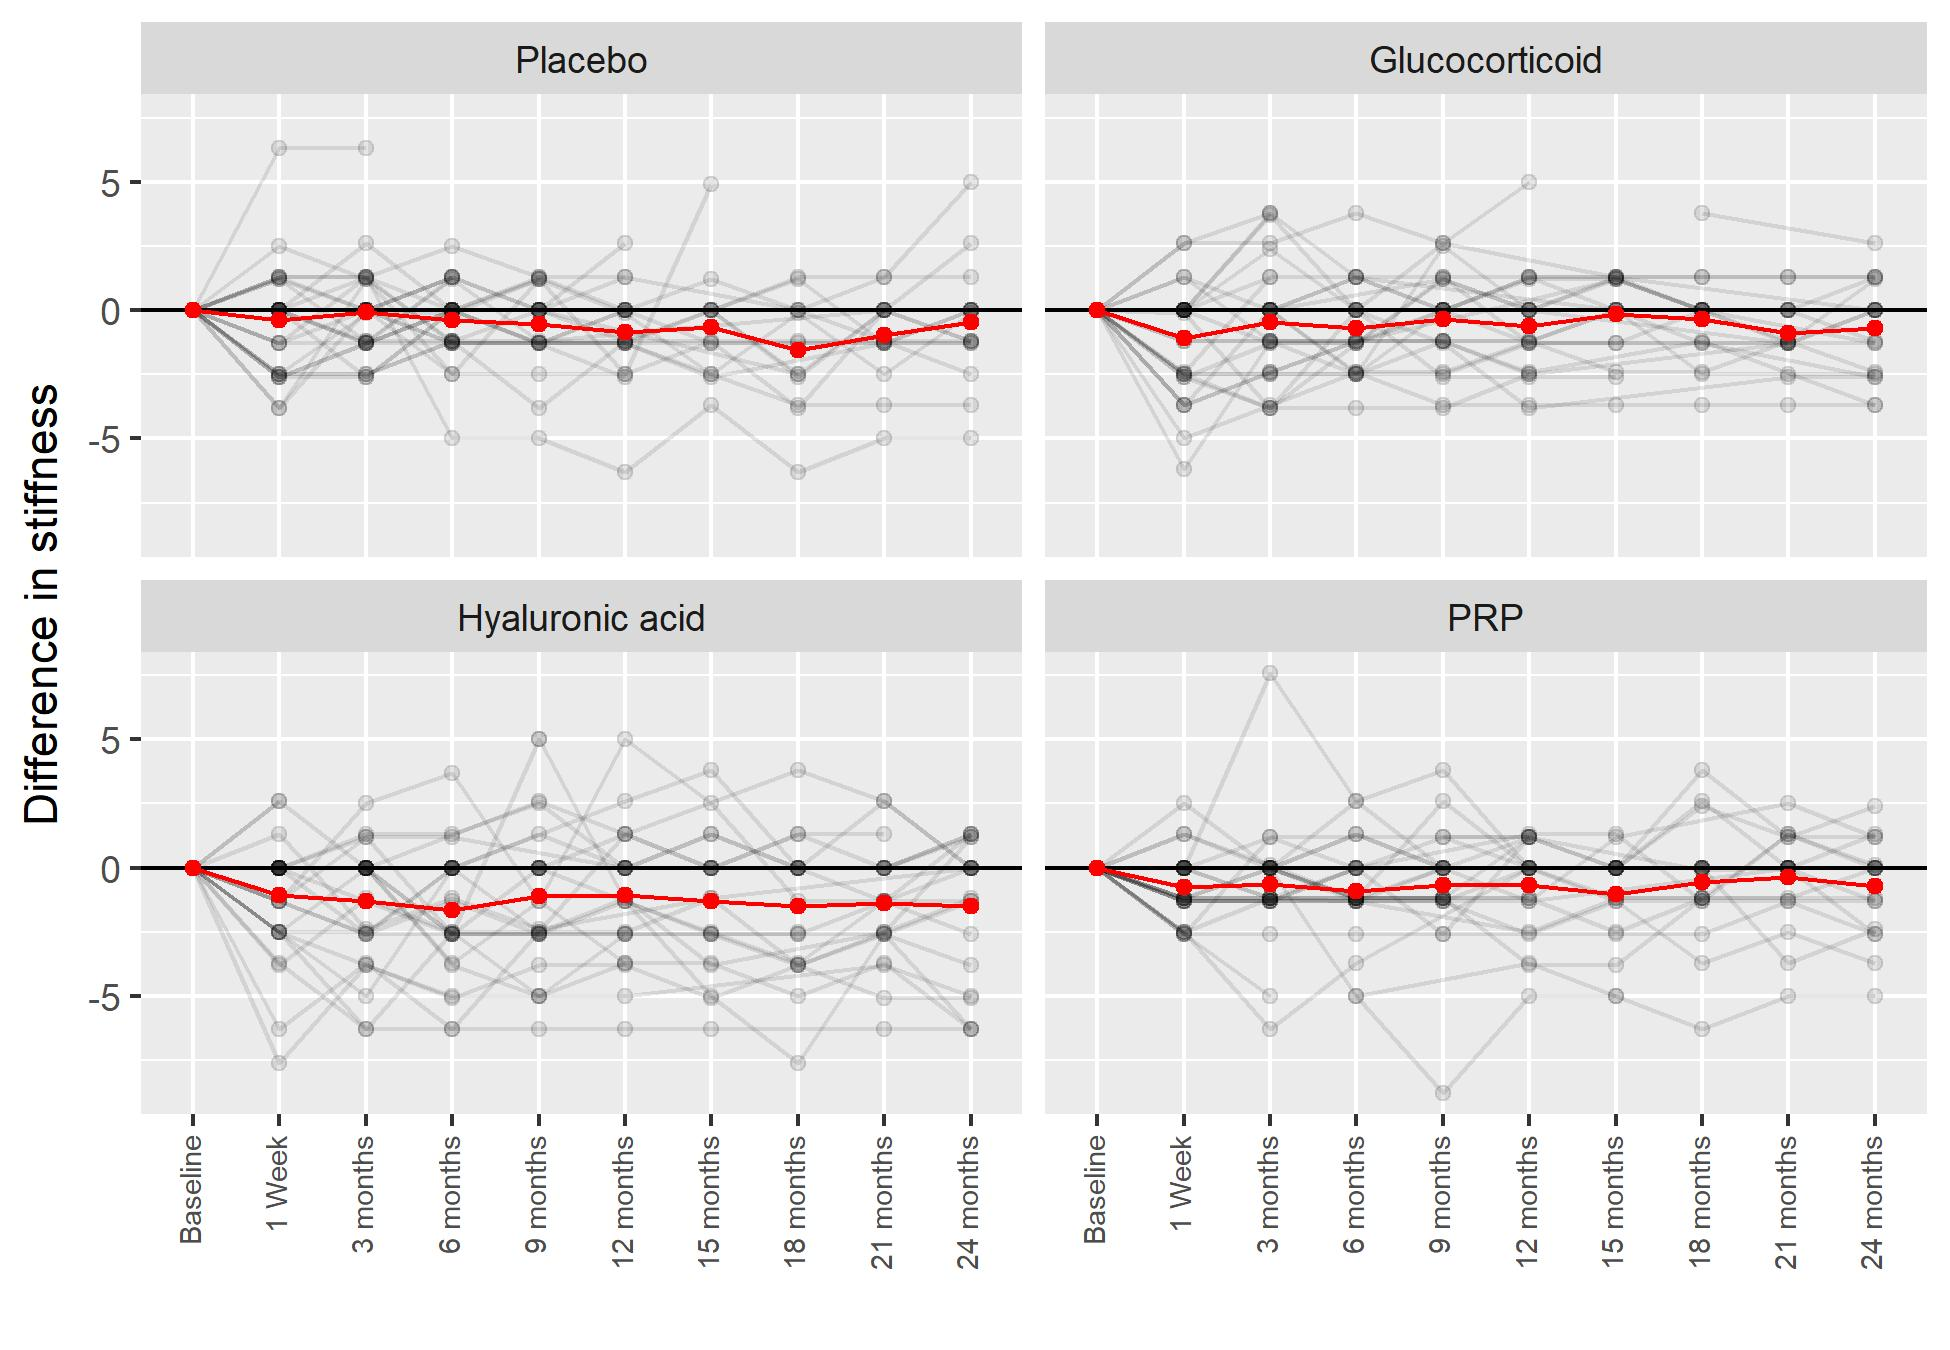 Placebo
Glucocorticoid
5
0
-5
Hyaluronic acid
PRP
5
0
-5
Difference in stiffness
Baseline
1 Week
3 months
6 months
9 months
12 months
15 months
18 months
21 months
24 months
Baseline
1 Week
3 months
6 months
9 months
12 months
15 months
18 months
21 months
24 months